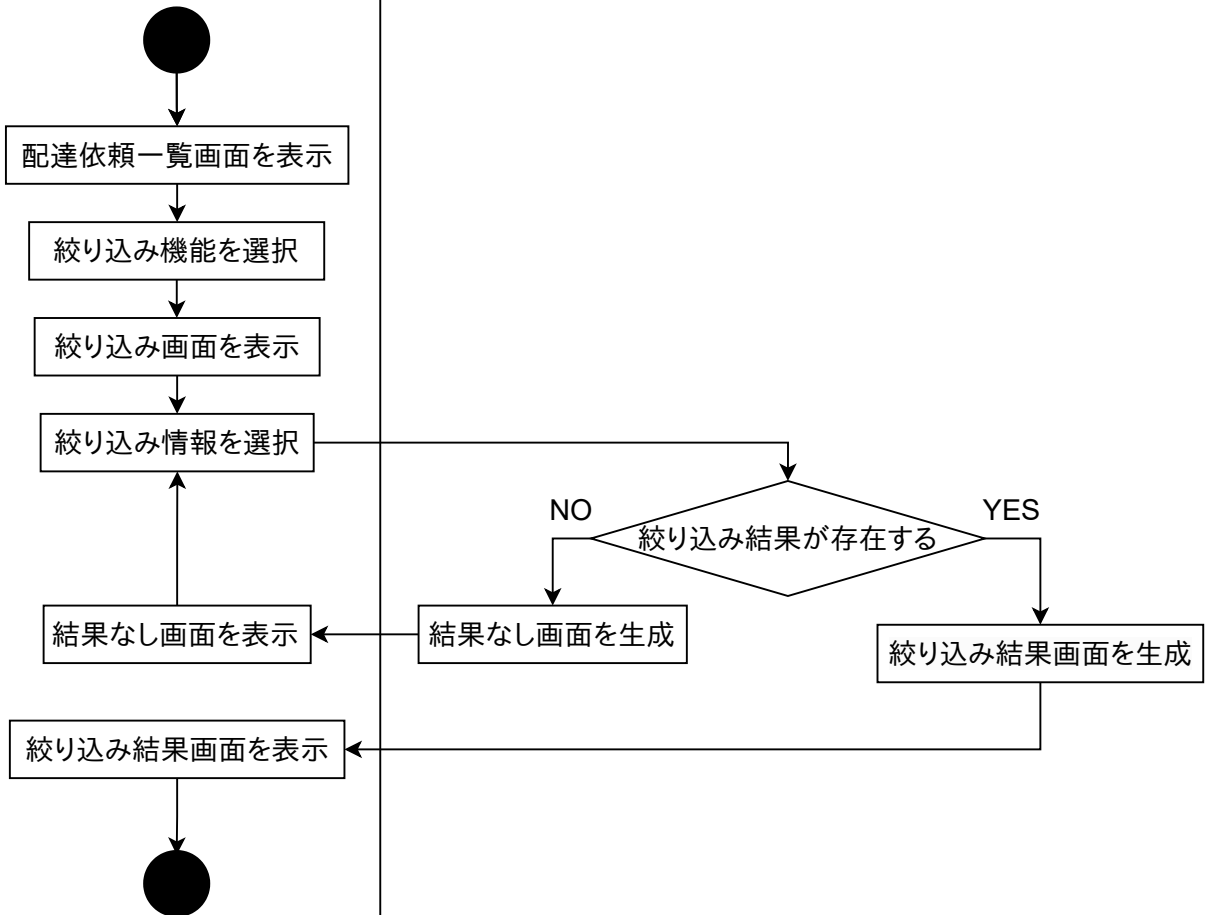 配達依頼一覧画面を表示
絞り込み機能を選択
絞り込み画面を表示
絞り込み情報を選択
NO
YES
絞り込み結果が存在する
結果なし画面を表示
結果なし画面を生成
絞り込み結果画面を生成
絞り込み結果画面を表示